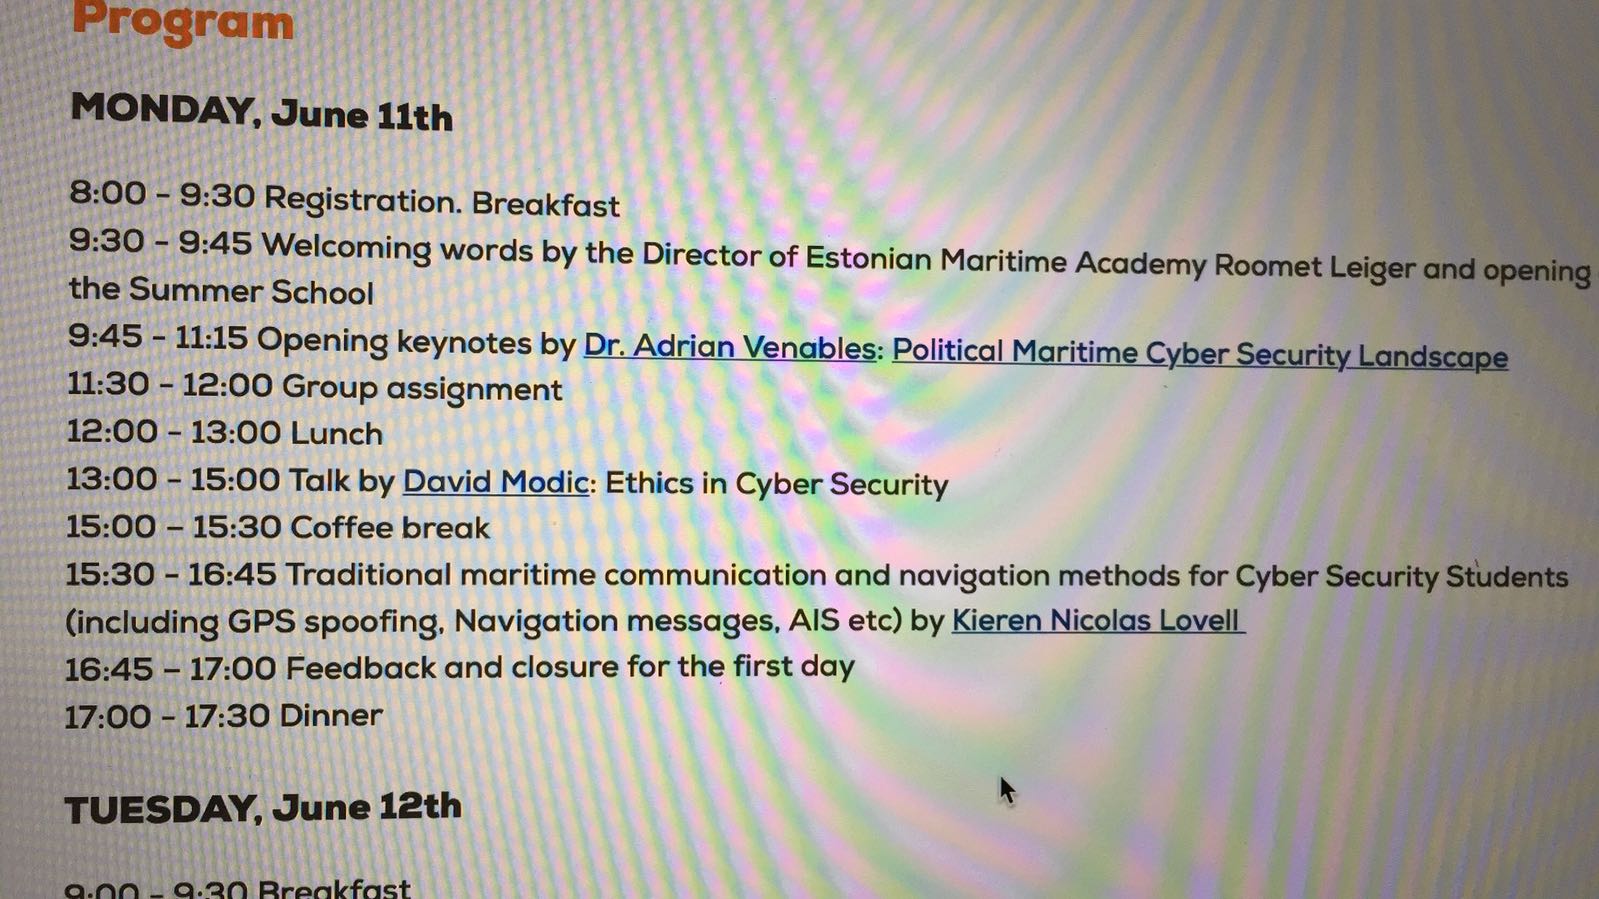 Program
MONDAY, June 11th
8:00 - 9:30 Registration. Breakfast
9:30 - 9:45 Welcoming words by the Director of Estonian Maritime Academy Roomet Leiger and opening
the Summer School
9:45 - 11:15 Opening keynotes by Dr. Adrian Venables: Political Maritime Cyber Security Landscape
11:30 - 12:00 Group assignment
12:00 - 13:00 Lunch
13:00 - 15:00 Talk by David Modic: Ethics in Cyber Security
15:00 – 15:30 Coffee break
15:30 - 16:45 Traditional maritime communication and navigation methods for Cyber Security Students
(including GPS spoofing, Navigation messages, AIS etc) by Kieren Nicolas Lovell
16:45 – 17:00 Feedback and closure for the first day
17:00 - 17:30 Dinner
TUESDAY, June 12th
9:00 - 9:30 Breakfast